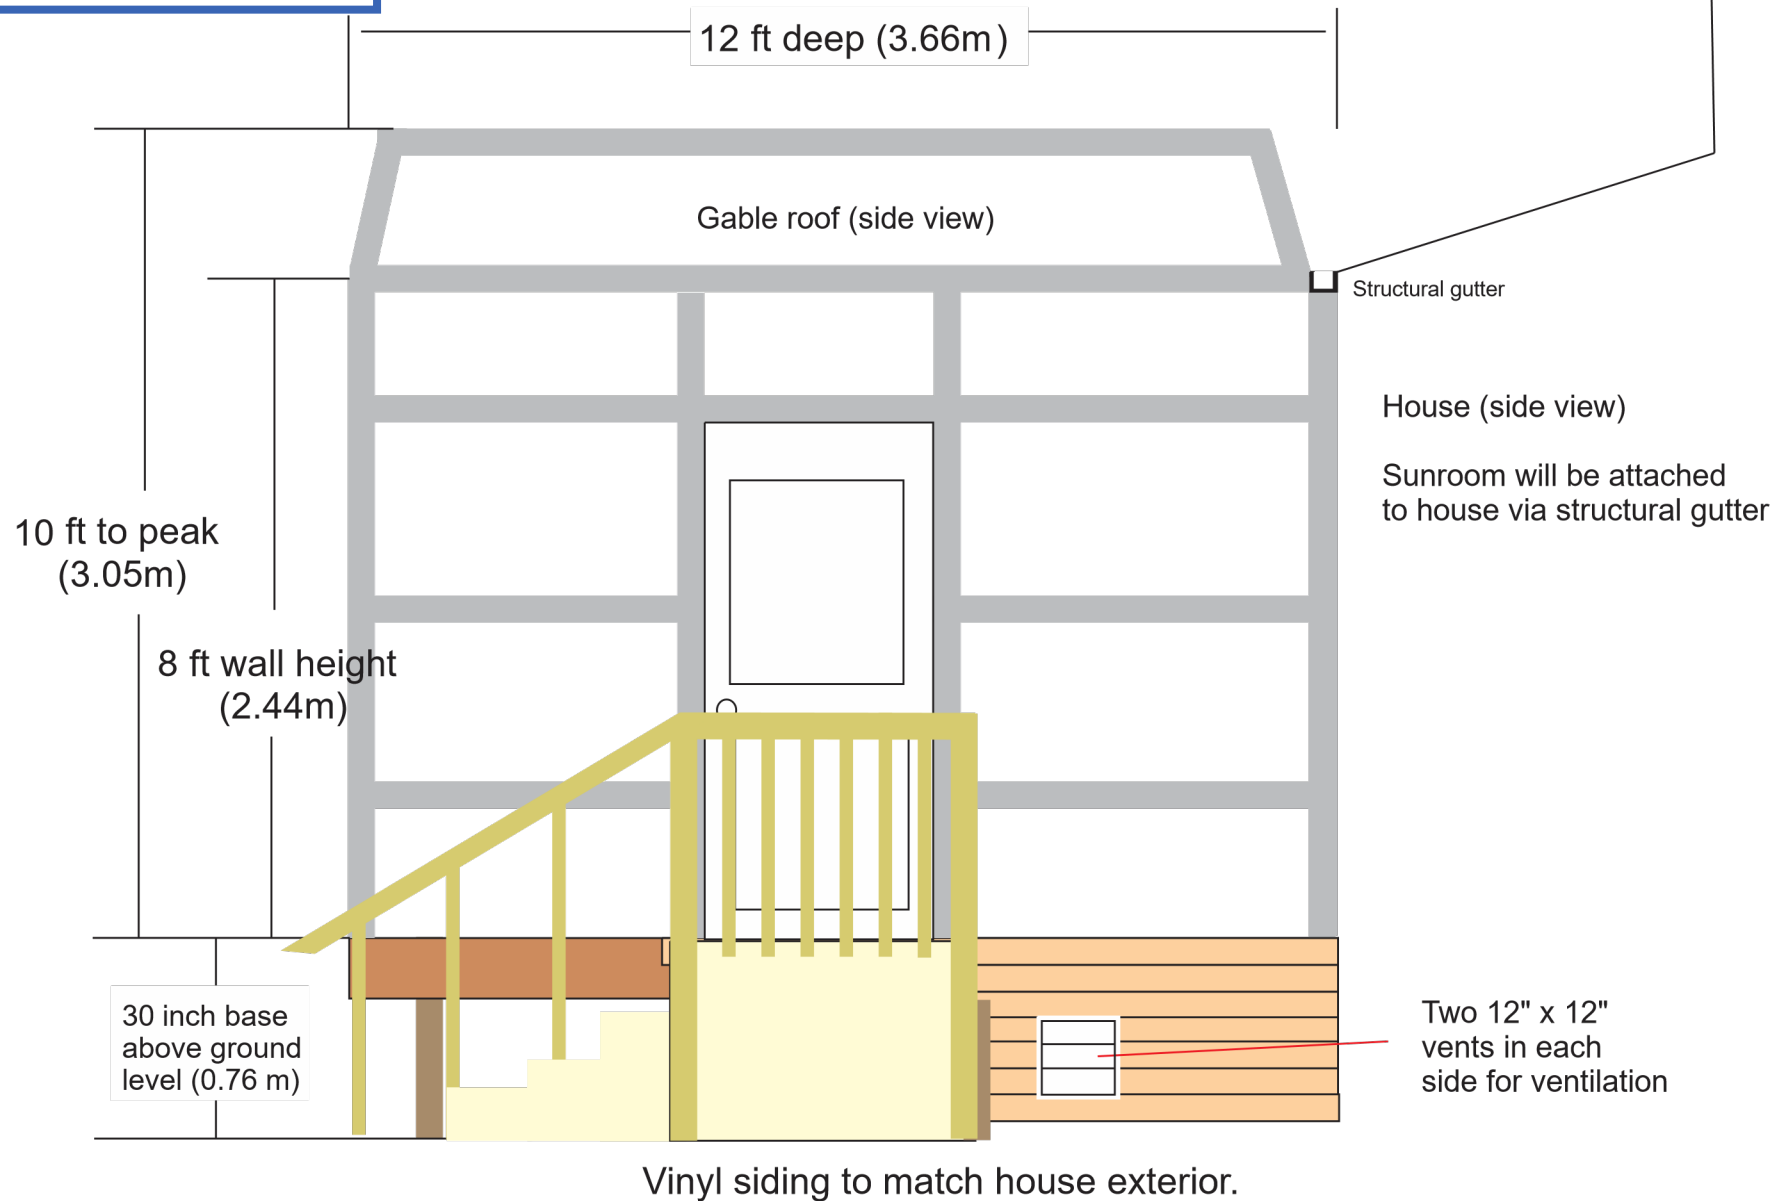 12 ft deep (3.66m)
Gable roof (side view)
Structural gutter
House (side view)
Sunroom will be attached
to house via structural gutter
10 ft to peak
(3.05m)
8 ft wall height
(2.44m)
30 inch base
above ground
level (0.76 m)
Two 12" x 12"
vents in each
side for ventilation
Vinyl siding to match house exterior.